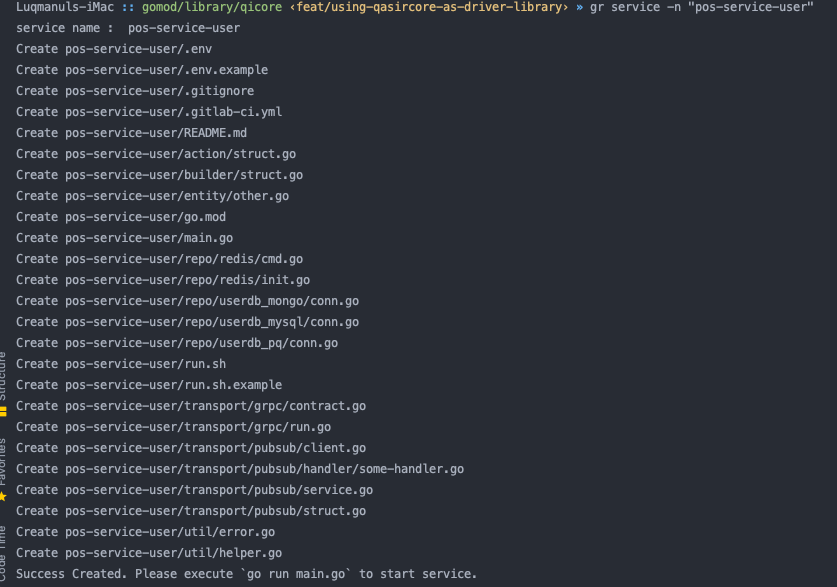 Luqmanuls-iMac :: gomod/library/qicore ‹feat/using-qasircore-as-driver-library› » gr service -n "pos-service-user"
service name :  pos-service-user
Create pos-service-user/.env
Create pos-service-user/.env.example
Create pos-service-user/.gitignore
Create pos-service-user/.gitlab-ci.yml
Create pos-service-user/README.md
Create pos-service-user/action/struct.go
Create pos-service-user/builder/struct.go
Create pos-service-user/entity/other.go
Create pos-service-user/go.mod
Create pos-service-user/main.go
Create pos-service-user/repo/redis/cmd.go
Create pos-service-user/repo/redis/init.go
Create pos-service-user/repo/userdb_mongo/conn.go
Create pos-service-user/repo/userdb_mysql/conn.go
Create pos-service-user/repo/userdb_pq/conn.go
Create pos-service-user/run.sh
Create pos-service-user/run.sh.example
Create pos-service-user/transport/grpc/contract.go
Create pos-service-user/transport/grpc/run.go
Create pos-service-user/transport/pubsub/client.go
Create pos-service-user/transport/pubsub/handler/some-handler.go
Create pos-service-user/transport/pubsub/service.go
Create pos-service-user/transport/pubsub/struct.go
Create pos-service-user/util/error.go
Create pos-service-user/util/helper.go
Success Created. Please execute `go run main.go` to start service.
Structure
Favorites
Code Time